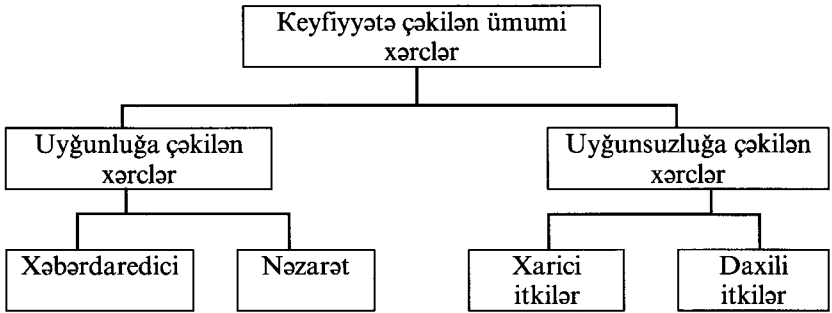 Keyfiyyətə çəkilən ümumi
xərclər
Uyğunluğa çəkilən
xərclər
Uyğunsuzluğa çəkilən
xərclər
Xəbərdaredici
Nəzarət
Xarici
itkilər
Daxili
itkilər